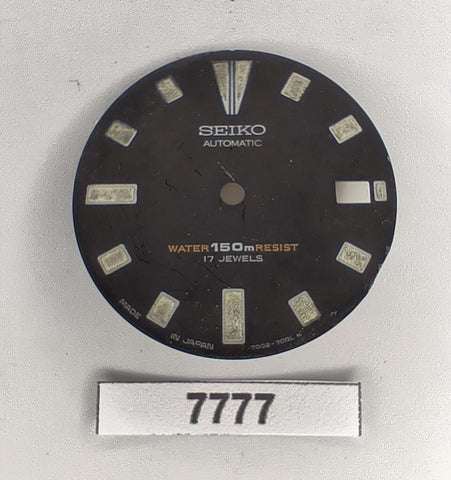 SEIKO
AUTOMATIC
WATER 150m RESIST
17 JEWELS
MADE IN JAPAN
7777